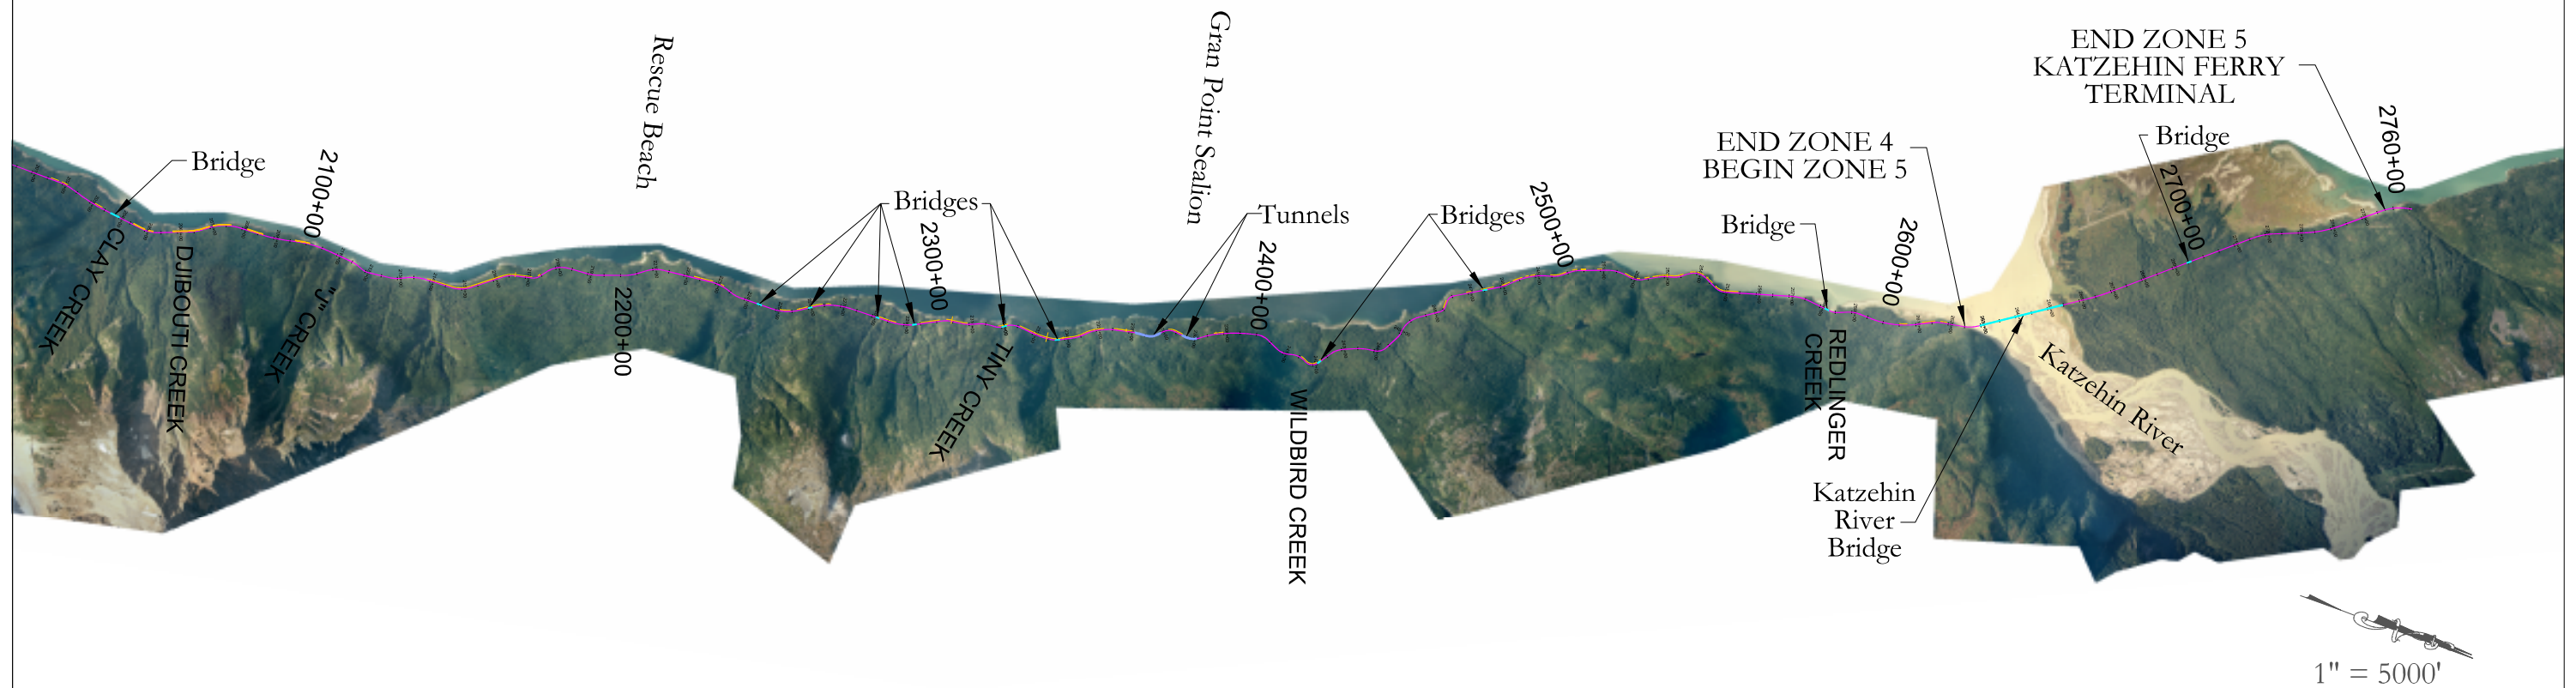 Bridge
CLAY CREEK
DJIBOUTI CREEK
"J" CREEK
2100+00
Rescue Beach
2200+00
Bridges
2300+00
TINY CREEK
Gran Point Sealion
Tunnels
2400+00
WILDBIRD CREEK
Bridges
2500+00
Bridge
REDLINGER
CREEK
2600+00
END ZONE 4
BEGIN ZONE 5
Katzehin
River
Bridge
Katzehin River
Bridge
2700+00
END ZONE 5
KATZEHIN FERRY
TERMINAL
2760+00
1" = 5000'